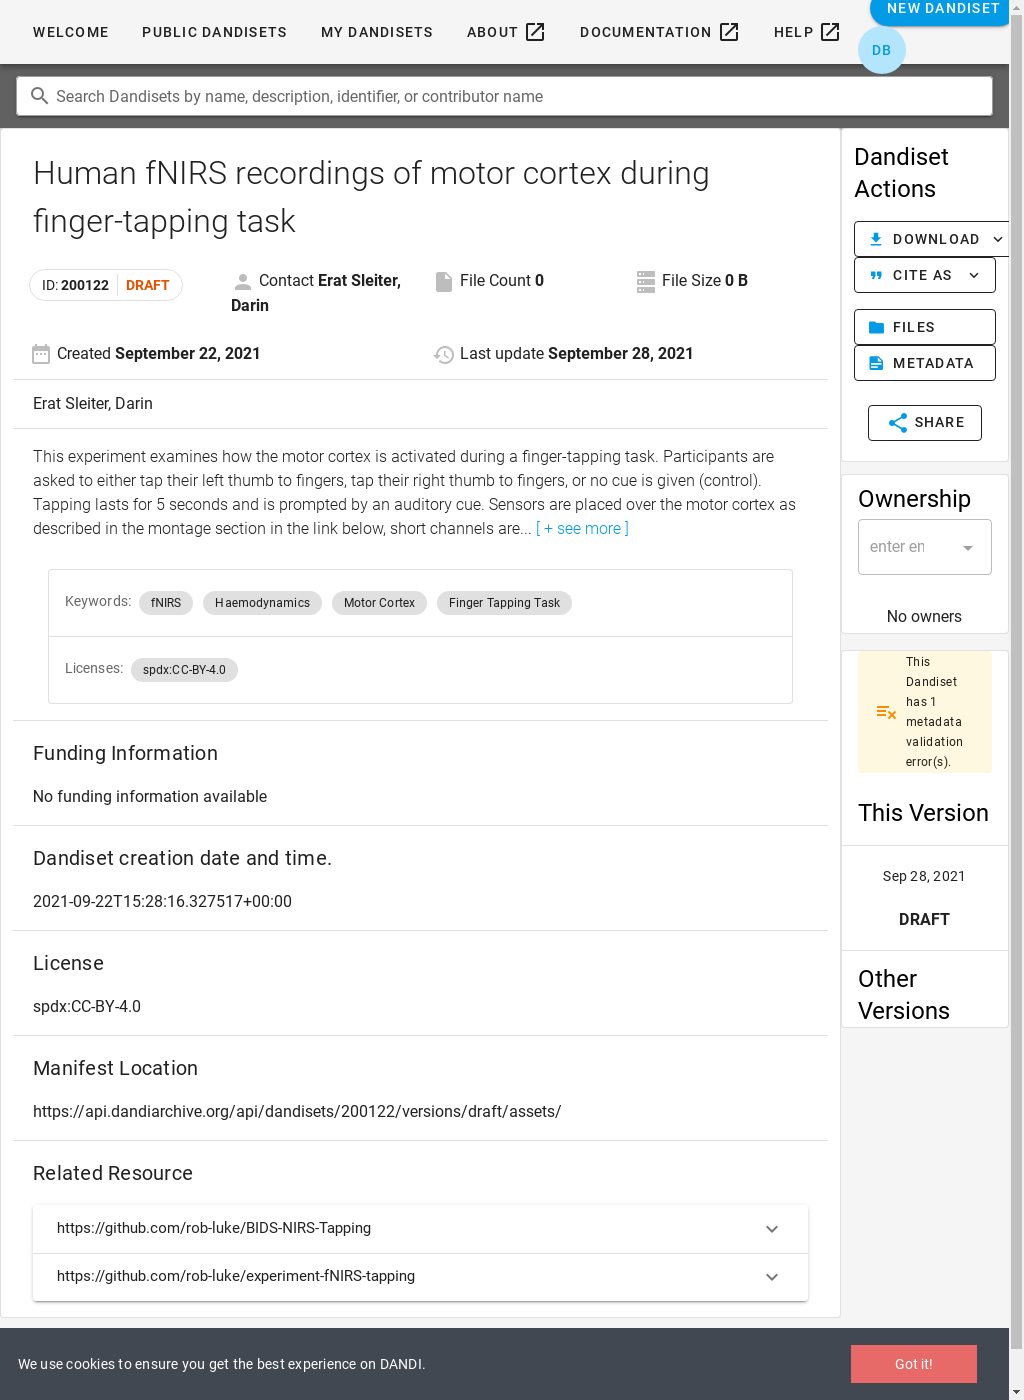 WELCOME PUBLIC DANDISETS MY DANDISETS ABOUT DOCUMENTATION HELP NEW DANDISET
DB
Search Dandisets by name, description, identifier, or contributor name
Human fNIRS recordings of motor cortex during
finger-tapping task
ID: 200122 DRAFT
Contact Erat Sleiter,
Darin
File Count 0
File Size 0 B
Created September 22, 2021
Last update September 28, 2021
Erat Sleiter, Darin
This experiment examines how the motor cortex is activated during a finger-tapping task. Participants are
asked to either tap their left thumb to fingers, tap their right thumb to fingers, or no cue is given (control).
Tapping lasts for 5 seconds and is prompted by an auditory cue. Sensors are placed over the motor cortex as
described in the montage section in the link below, short channels are... [ + see more ]
Keywords: fNIRS Haemodynamics Motor Cortex Finger Tapping Task
Licenses: spdx:CC-BY-4.0
Funding Information
No funding information available
Dandiset creation date and time.
2021-09-22T15:28:16.327517+00:00
License
spdx:CC-BY-4.0
Manifest Location
https://api.dandiarchive.org/api/dandisets/200122/versions/draft/assets/
Related Resource
https://github.com/rob-luke/BIDS-NIRS-Tapping
https://github.com/rob-luke/experiment-fNIRS-tapping
Dandiset
Actions
DOWNLOAD
CITE AS
FILES
METADATA
SHARE
Ownership
enter en
No owners
This
Dandiset
has 1
metadata
validation
error(s).
This Version
Sep 28, 2021
DRAFT
Other
Versions
We use cookies to ensure you get the best experience on DANDI.
Got it!